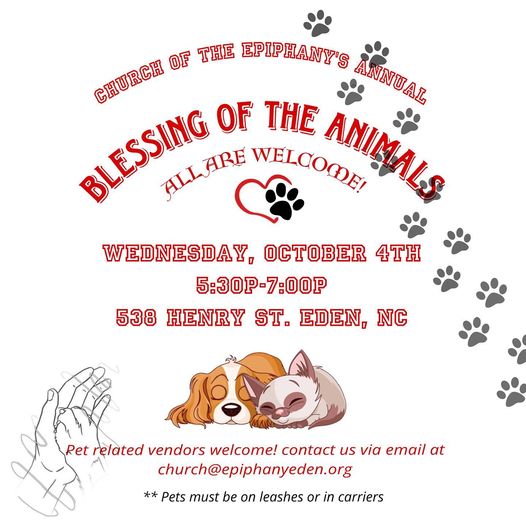 CHURCH OF THE EPIPHANY'S ANNUAL
BLESSING OF THE ANIMALS
ALL ARE WELCOME!
WEDNESDAY, OCTOBER 4TH
5:30P-7:00P
538 HENRY ST. EDEN, NC
Pet related vendors welcome! contact us via email at
church@epiphanyeden.org
** Pets must be on leashes or in carriers